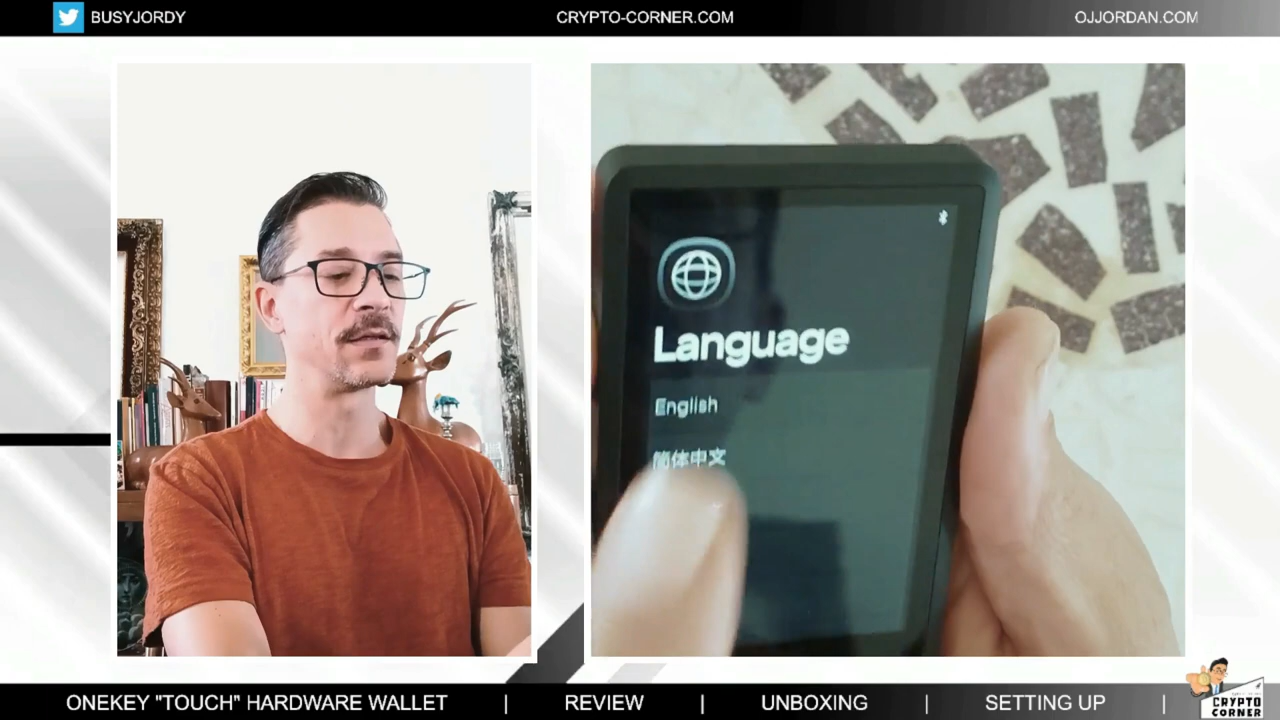 BUSYJORDY
CRYPTO-CORNER.COM
OJJORDAN.COM
Language
English
简体中文
ONEKEY "TOUCH" HARDWARE WALLET | REVIEW | UNBOXING | SETTING UP |
CRYPTO
CORNER